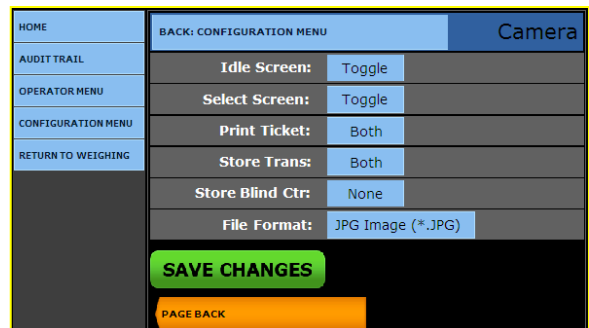 HOME
AUDIT TRAIL
OPERATOR MENU
CONFIGURATION MENU
RETURN TO WEIGHING
BACK: CONFIGURATION MENU
Camera
Idle Screen: Toggle
Select Screen: Toggle
Print Ticket: Both
Store Trans: Both
Store Blind Ctr: None
File Format: JPG Image (*.JPG)
SAVE CHANGES
PAGE BACK